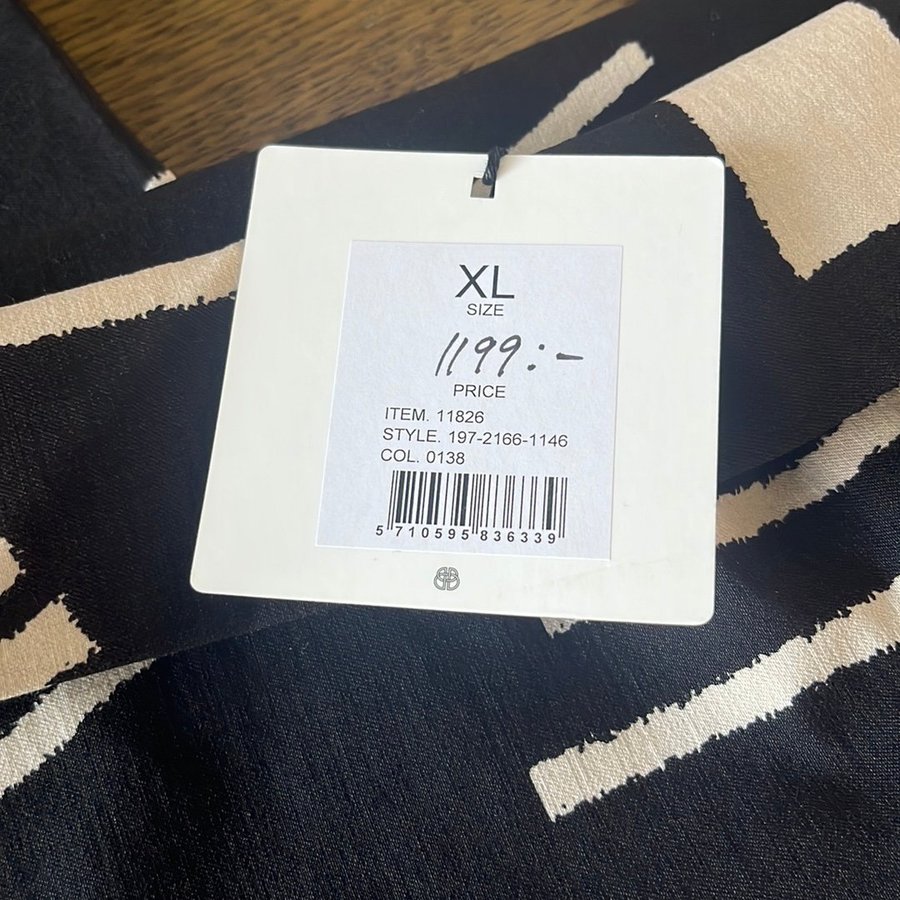 XL
SIZE
1199:-
PRICE
ITEM. 11826
STYLE. 197-2166-1146
COL. 0138
5 710595 836339